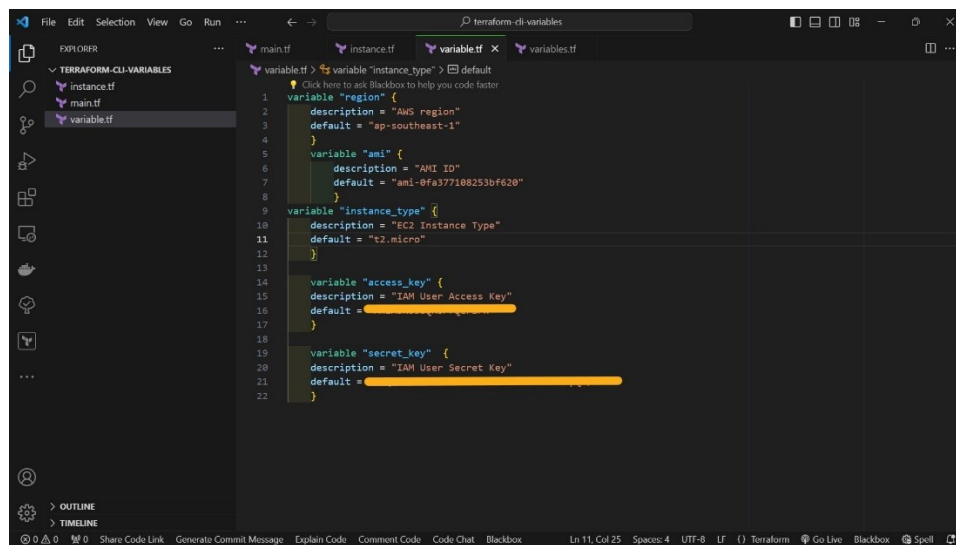 File Edit Selection View Go Run ... terraform-cli-variables
EXPLORER ...
TERRAFORM-CLI-VARIABLES
instance.tf
main.tf
variable.tf
OUTLINE
TIMELINE
main.tf instance.tf variable.tf × variables.tf
variable.tf > variable "instance_type" > default
Click here to ask Blackbox to help you code faster
1 variable "region" {
2 description = "AWS region"
3 default = "ap-southeast-1"
4 }
5 variable "ami" {
6 description = "AMI ID"
7 default = "ami-0fa377108253bf620"
8 }
9 variable "instance_type" {
10 description = "EC2 Instance Type"
11 default = "t2.micro"
12 }
13
14 variable "access_key" {
15 description = "IAM User Access Key"
16 default =
17 }
18
19 variable "secret_key" {
20 description = "IAM User Secret Key"
21 default =
22 }
0 0 0 Share Code Link Generate Commit Message Explain Code Comment Code Code Chat Blackbox Ln 11, Col 25 Spaces: 4 UTF-8 LF {} Terraform Go Live Blackbox Spell